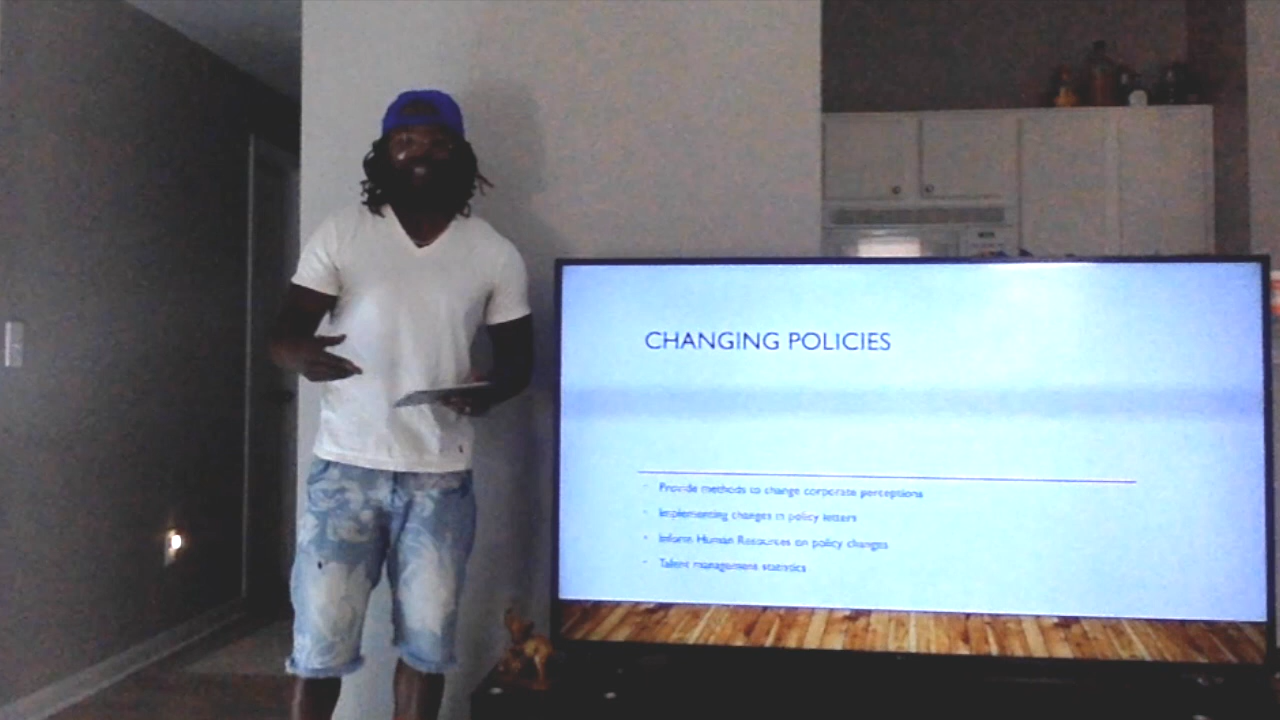 CHANGING POLICIES
Provide methods to change corporate perceptions
Implementing changes in policy letters
Inform Human Resources on policy changes
Talent management statistics